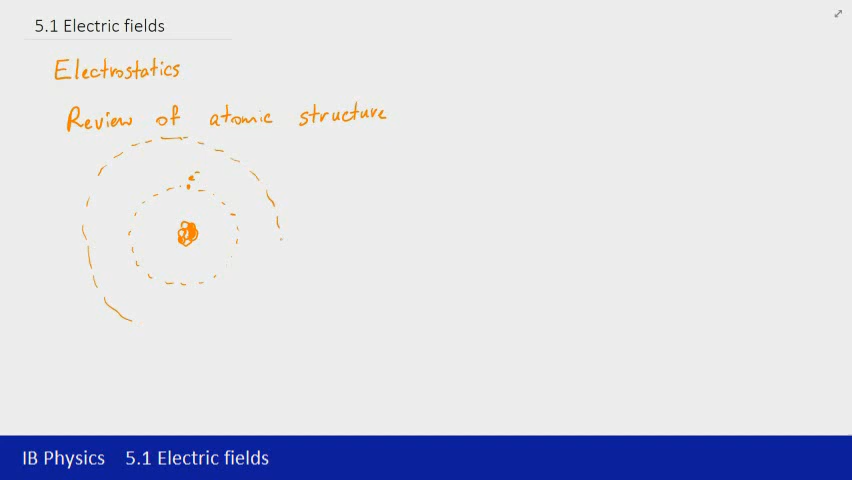 5.1 Electric fields
Electrostatics
Review of atomic structure
e⁻
IB Physics 5.1 Electric fields